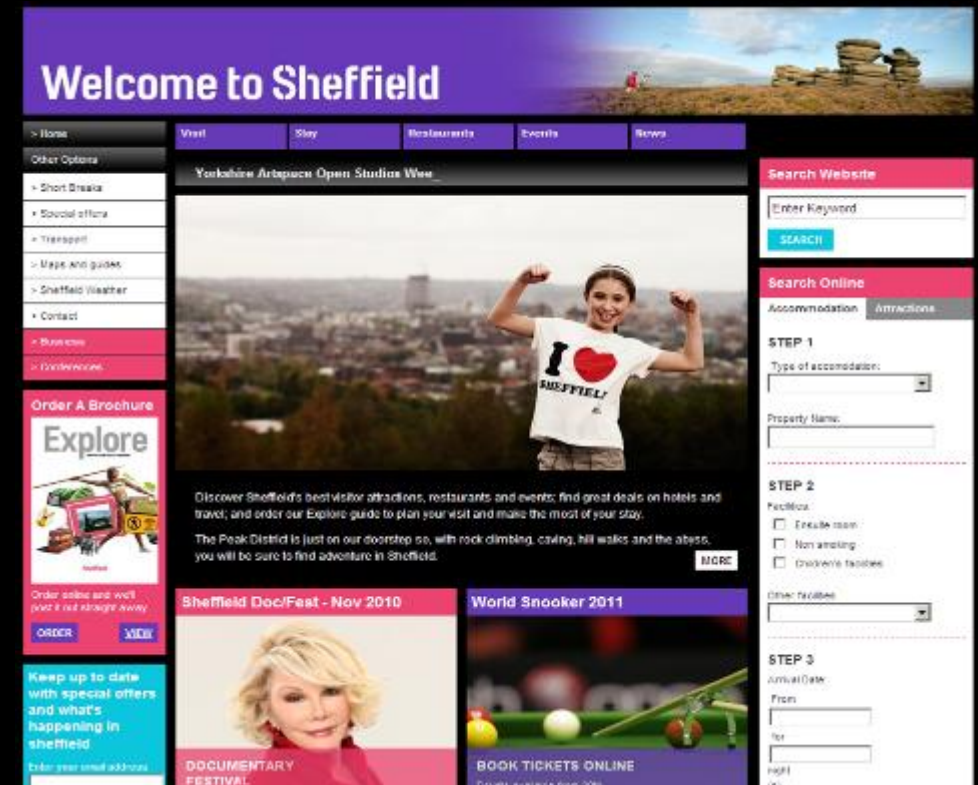 Welcome to Sheffield
> Home
Other Options
> Short Breaks
> Special offers
> Transport
> Maps and guides
> Sheffield Weather
> Contact
> Business
> Conferences
Order A Brochure
Explore
Order online and we'll
post it out straight away
ORDER
VIEW
Keep up to date
with special offers
and what's
happening in
sheffield
Enter your email address
Visit
Stay
Restaurants
Events
News
Yorkshire Artspace Open Studios Wee_
I
SHEFFIELD
Discover Sheffield's best visitor attractions, restaurants and events; find great deals on hotels and
travel; and order our Explore guide to plan your visit and make the most of your stay.
The Peak District is just on our doorstep so, with rock climbing, caving, hill walks and the abyss,
you will be sure to find adventure in Sheffield.
MORE
Sheffield Doc/Fest - Nov 2010
DOCUMENTARY
FESTIVAL
World Snooker 2011
BOOK TICKETS ONLINE
Search Website
Enter Keyword
SEARCH
Search Online
Accommodation
Attractions
STEP 1
Type of accomodation:
Property Name:
STEP 2
Facilities:
Ensuite room
Non smoking
Children's facilities
Other facilities
STEP 3
Arrival Date:
From
for
night